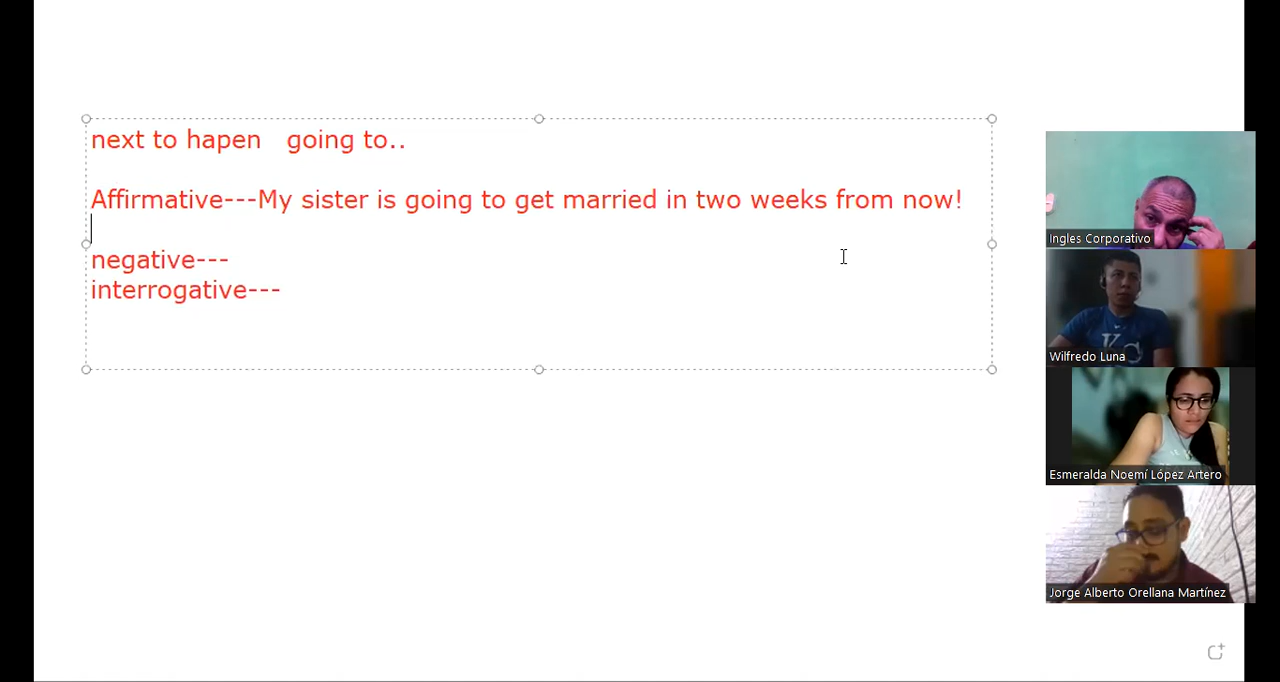 next to hapen going to..
Affirmative---My sister is going to get married in two weeks from now!
negative---
interrogative---
Ingles Corporativo
Wilfredo Luna
Esmeralda Noemí López Artero
Jorge Alberto Orellana Martínez